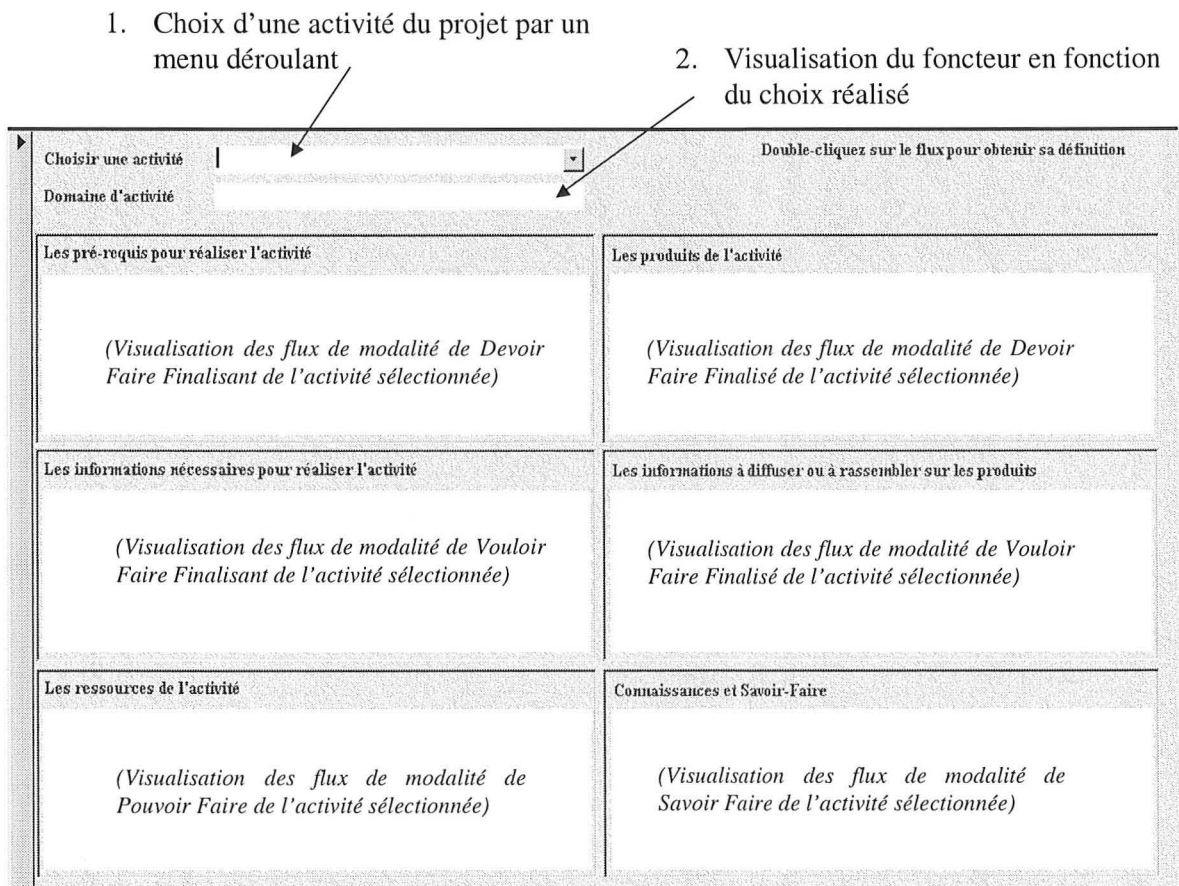 1. Choix d'une activité du projet par un
menu déroulant
2. Visualisation du foncteur en fonction
du choix réalisé
Choisir une activité
Double-cliquez sur le flux pour obtenir sa définition
Domaine d'activité
Les pré-requis pour réaliser l'activité
Les produits de l'activité
(Visualisation des flux de modalité de Devoir
Faire Finalisant de l'activité sélectionnée)
(Visualisation des flux de modalité de Devoir
Faire Finalisé de l'activité sélectionnée)
Les informations nécessaires pour réaliser l'activité
Les informations à diffuser ou à rassembler sur les produits
(Visualisation des flux de modalité de Vouloir
Faire Finalisant de l'activité sélectionnée)
(Visualisation des flux de modalité de Vouloir
Faire Finalisé de l'activité sélectionnée)
Les ressources de l'activité
Connaissances et Savoir-Faire
(Visualisation des flux de modalité de
Pouvoir Faire de l'activité sélectionnée)
(Visualisation des flux de modalité de
Savoir Faire de l'activité sélectionnée)